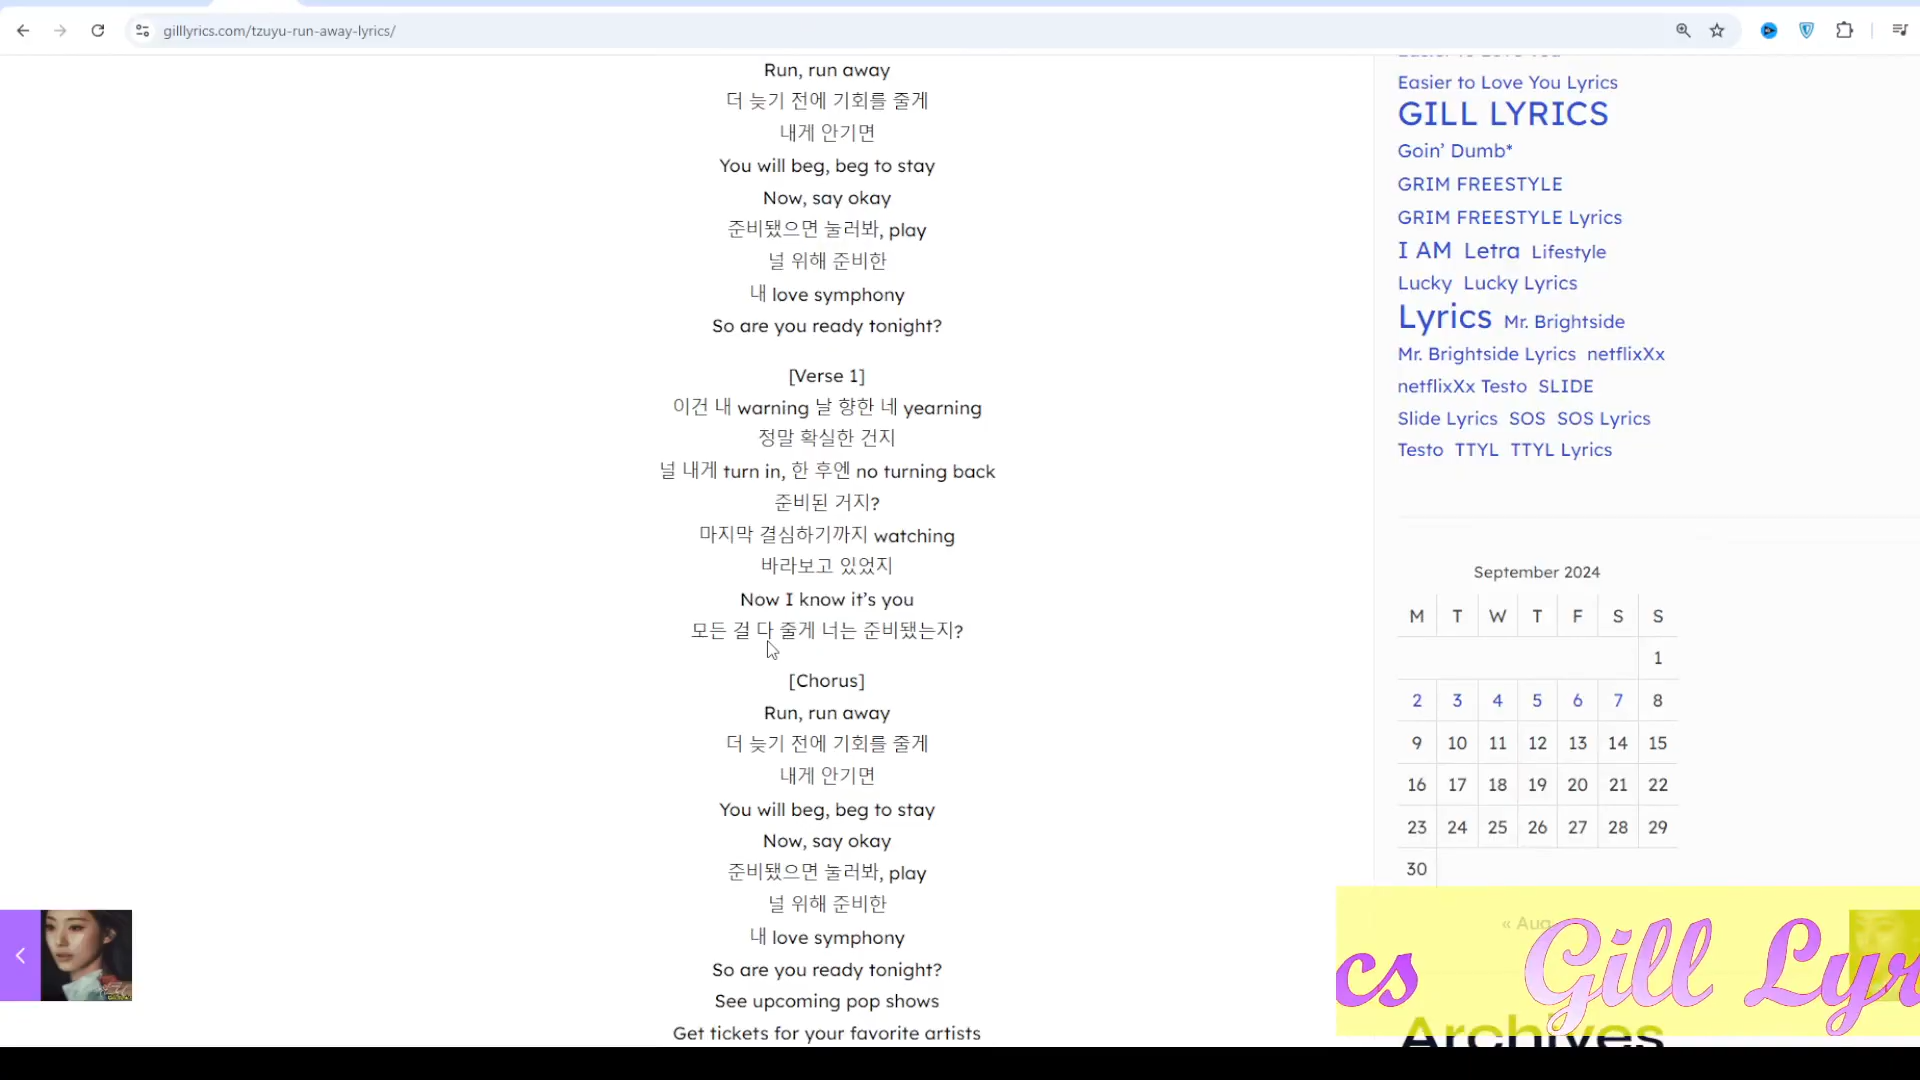 gilllyrics.com/tzuyu-run-away-lyrics/
Run, run away
더 늦기 전에 기회를 줄게
내게 안기면
You will beg, beg to stay
Now, say okay
준비됐으면 눌러봐, play
널 위해 준비한
내 love symphony
So are you ready tonight?
[Verse 1]
이건 내 warning 날 향한 네 yearning
정말 확실한 건지
널 내게 turn in, 한 후엔 no turning back
준비된 거지?
마지막 결심하기까지 watching
바라보고 있었지
Now I know it’s you
모든 걸 다 줄게 너는 준비됐는지?
[Chorus]
Run, run away
더 늦기 전에 기회를 줄게
내게 안기면
You will beg, beg to stay
Now, say okay
준비됐으면 눌러봐, play
널 위해 준비한
내 love symphony
So are you ready tonight?
See upcoming pop shows
Get tickets for your favorite artists
Easier to Love You Lyrics
GILL LYRICS
Goin’ Dumb*
GRIM FREESTYLE
GRIM FREESTYLE Lyrics
I AM Letra Lifestyle
Lucky Lucky Lyrics
Lyrics Mr. Brightside
Mr. Brightside Lyrics netflixXx
netflixXx Testo SLIDE
Slide Lyrics SOS SOS Lyrics
Testo TTYL TTYL Lyrics
September 2024
M T W T F S S
1
2 3 4 5 6 7 8
9 10 11 12 13 14 15
16 17 18 19 20 21 22
23 24 25 26 27 28 29
30
« Aug
cs Gill Lyr
Archives